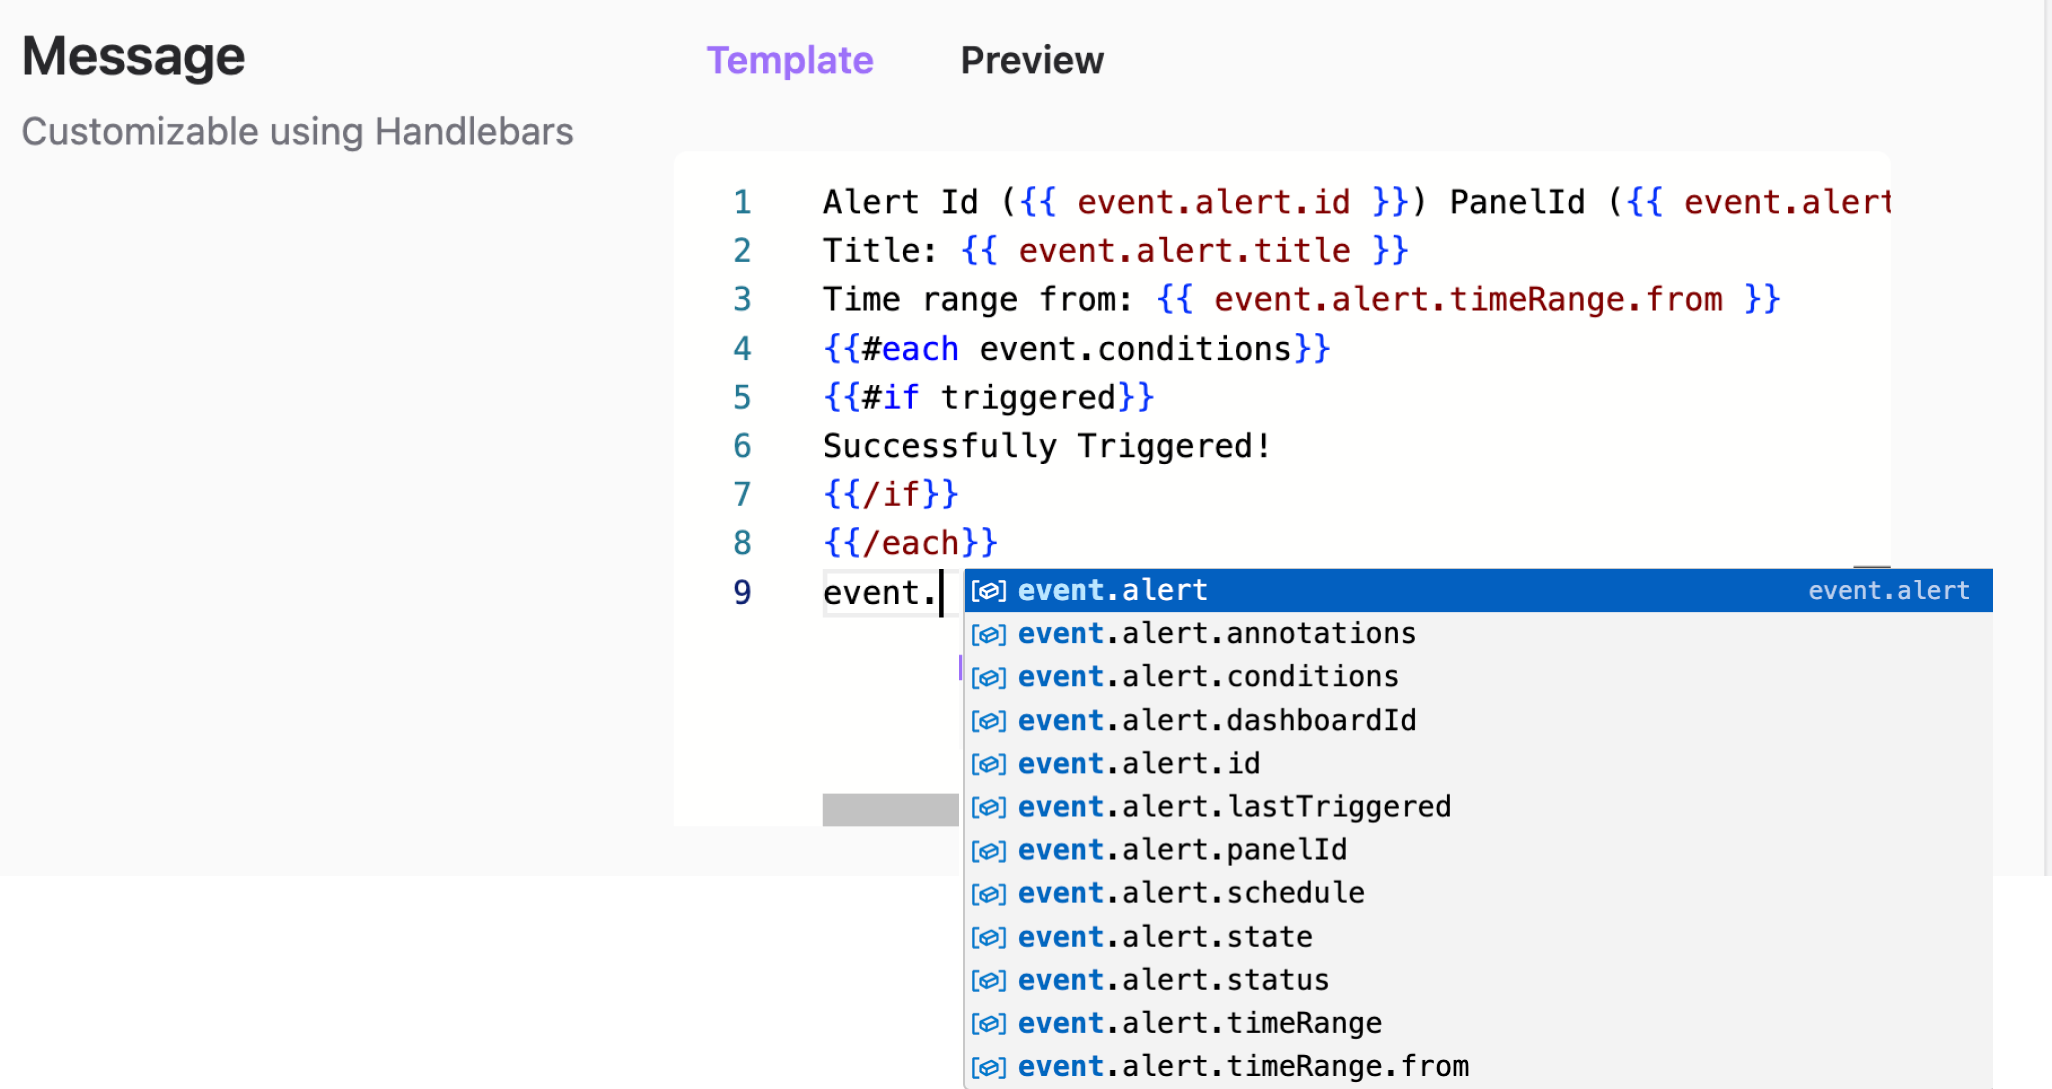 Message
Template Preview
Customizable using Handlebars
1 Alert Id ({{ event.alert.id }}) PanelId ({{ event.alert
2 Title: {{ event.alert.title }}
3 Time range from: {{ event.alert.timeRange.from }}
4 {{#each event.conditions}}
5 {{#if triggered}}
6 Successfully Triggered!
7 {{/if}}
8 {{/each}}
9 event.
event.alert event.alert
event.alert.annotations
event.alert.conditions
event.alert.dashboardId
event.alert.id
event.alert.lastTriggered
event.alert.panelId
event.alert.schedule
event.alert.state
event.alert.status
event.alert.timeRange
event.alert.timeRange.from